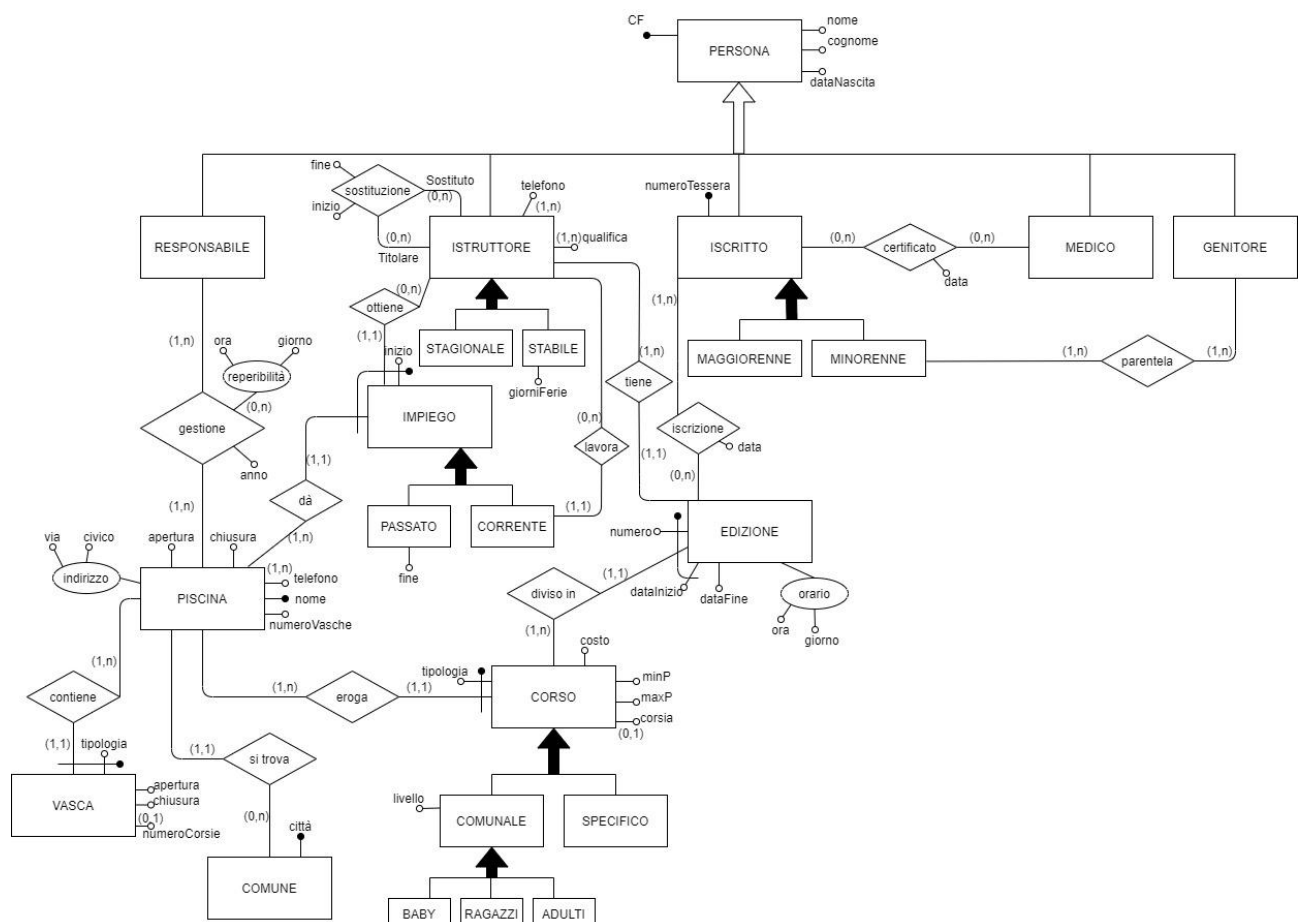 CF
nome
PERSONA
cognome
dataNascita
fine
sostituzione
Sostituto
(0,n)
inizio
(0,n)
Titolare
telefono
(1,n)
numeroTessera
RESPONSABILE
ISTRUTTORE
(1,n)
qualifica
ISCRITTO
(0,n)
certificato
(0,n)
MEDICO
GENITORE
data
(0,n)
ottiene
(1,n)
(1,1)
STAGIONALE
STABILE
giorniFerie
MAGGIORENNE
MINORENNE
(1,n)
parentela
(1,n)
(1,n)
ora
giorno
reperibilità
(0,n)
inizio
(1,n)
tiene
gestione
anno
IMPIEGO
(0,n)
lavora
iscrizione
data
(1,1)
(1,1)
(0,n)
(1,n)
dà
(1,n)
PASSATO
CORRENTE
(1,1)
fine
numero
EDIZIONE
via
civico
apertura
chiusura
indirizzo
(1,n)
telefono
PISCINA
nome
numeroVasche
diviso in
(1,1)
dataInizio
dataFine
orario
ora
giorno
(1,n)
costo
(1,n)
contiene
(1,n)
eroga
(1,1)
tipologia
CORSO
minP
maxP
corsia
(0,1)
(1,1)
tipologia
(1,1)
si trova
VASCA
apertura
chiusura
(0,1)
numeroCorsie
(0,n)
città
COMUNE
livello
COMUNALE
SPECIFICO
BABY
RAGAZZI
ADULTI